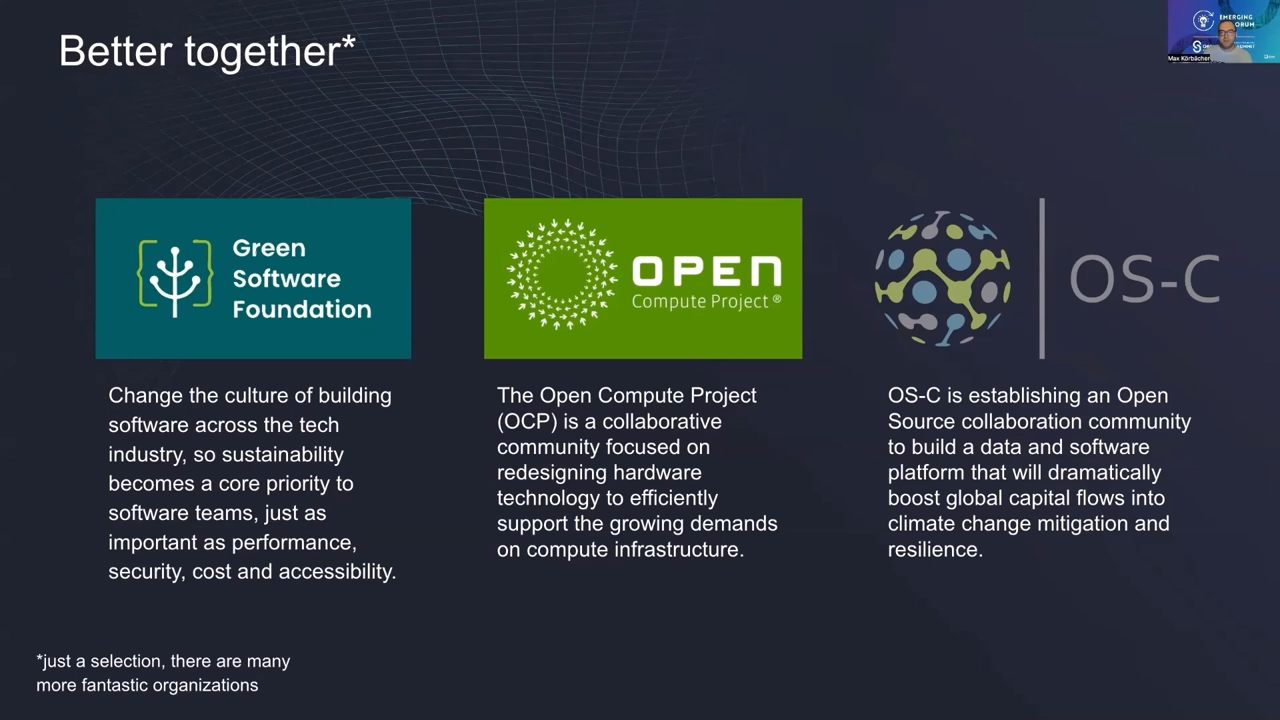 Better together*
EMERGING
ORUM
Max Körbächer
Green
Software
Foundation
OPEN
Compute Project®
OS-C
Change the culture of building
software across the tech
industry, so sustainability
becomes a core priority to
software teams, just as
important as performance,
security, cost and accessibility.
The Open Compute Project
(OCP) is a collaborative
community focused on
redesigning hardware
technology to efficiently
support the growing demands
on compute infrastructure.
OS-C is establishing an Open
Source collaboration community
to build a data and software
platform that will dramatically
boost global capital flows into
climate change mitigation and
resilience.
*just a selection, there are many
more fantastic organizations